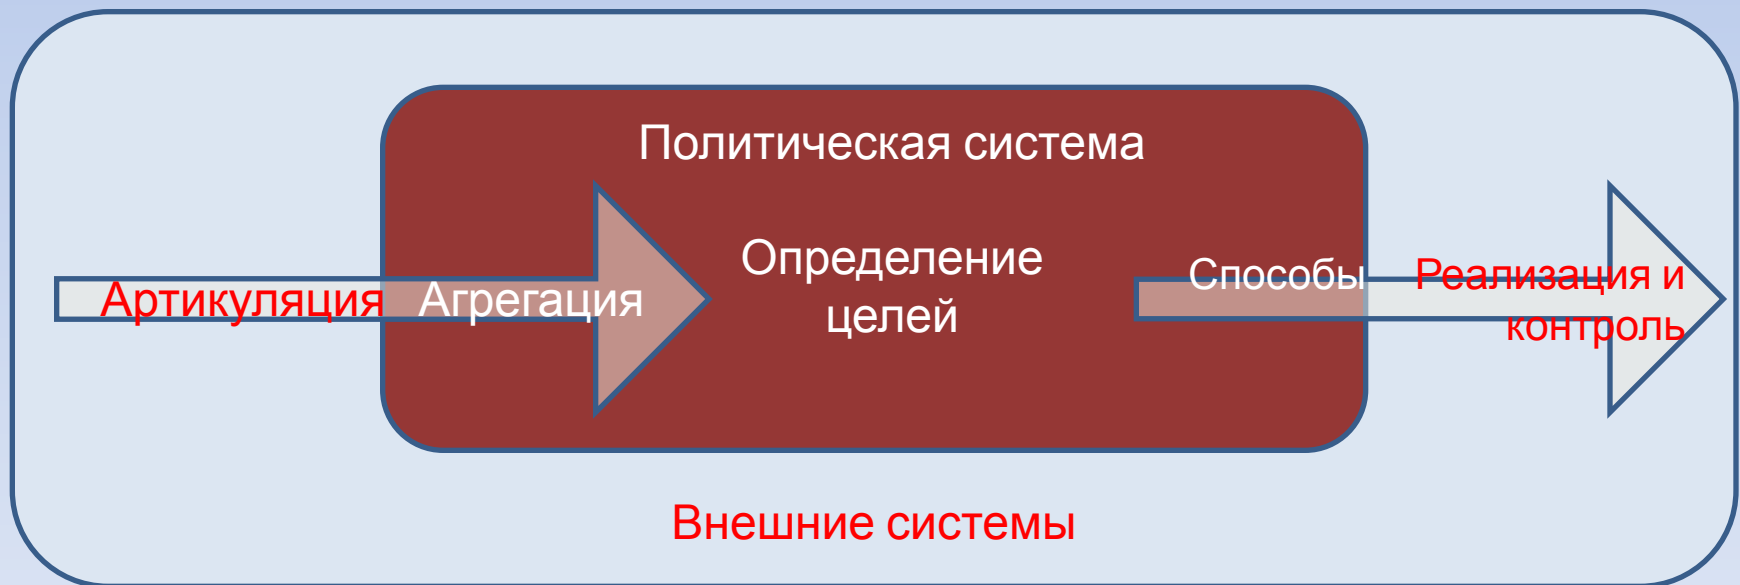 Политическая система
Артикуляция
Агрегация
Определение
целей
Способы
Реализация и
контроль
Внешние системы